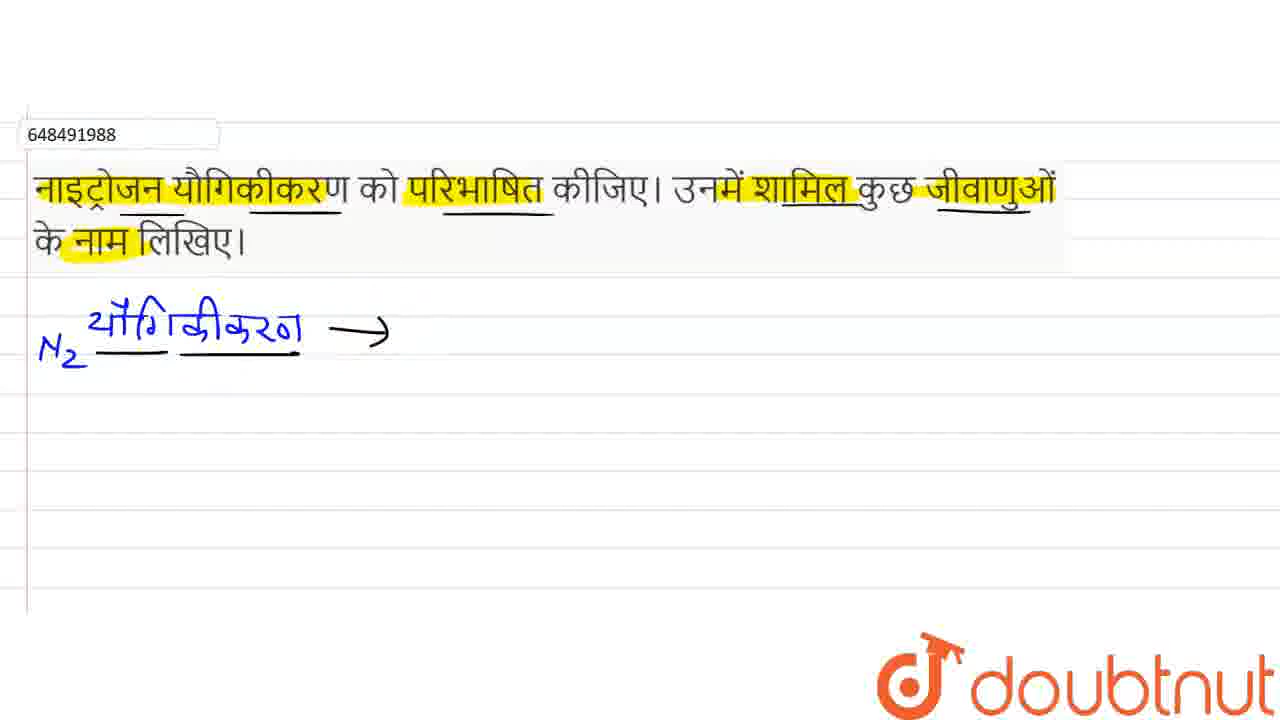 648491988
नाइट्रोजन यौगिकीकरण को परिभाषित कीजिए। उनमें शामिल कुछ जीवाणुओं
के नाम लिखिए।
N2 यौगिकीकरण →
doubtnut